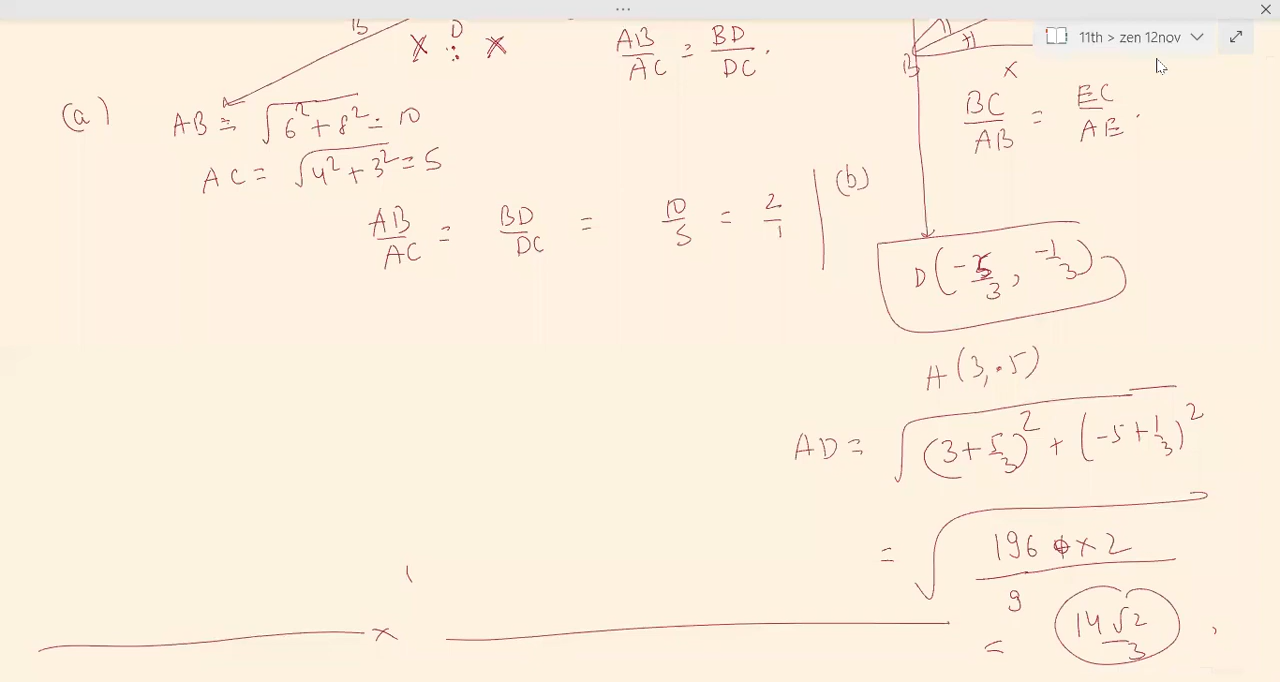 11th > zen 12nov
B D
x : x
AB/AC = BD/DC .
B
x
BC/AB = EC/AE .
(a) AB = √(6² + 8²) = 10
AC = √(4² + 3²) = 5
AB/AC = BD/DC = 10/5 = 2/1
(b)
D(-5/3, -1/3)
A(3, .5)
AD = √((3 + 5/3)² + (-5 + 1/3)²)
= √(196 x 2 / 9)
= 14√2/3 ,
x